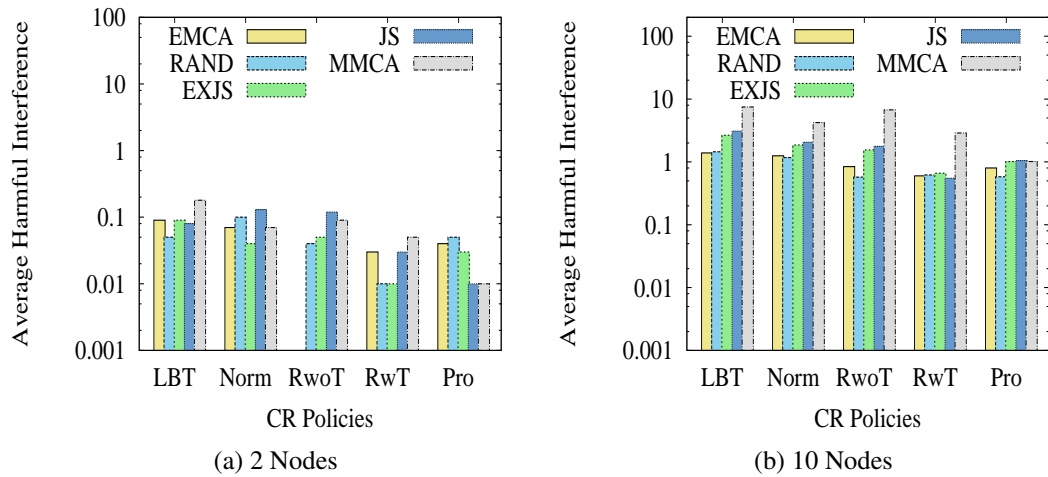 Average Harmful Interference
100
10
1
0.1
0.01
0.001
EMCA
RAND
EXJS
JS
MMCA
LBT Norm RwoT RwT Pro
CR Policies
(a) 2 Nodes
Average Harmful Interference
100
10
1
0.1
0.01
0.001
EMCA
RAND
EXJS
JS
MMCA
LBT Norm RwoT RwT Pro
CR Policies
(b) 10 Nodes